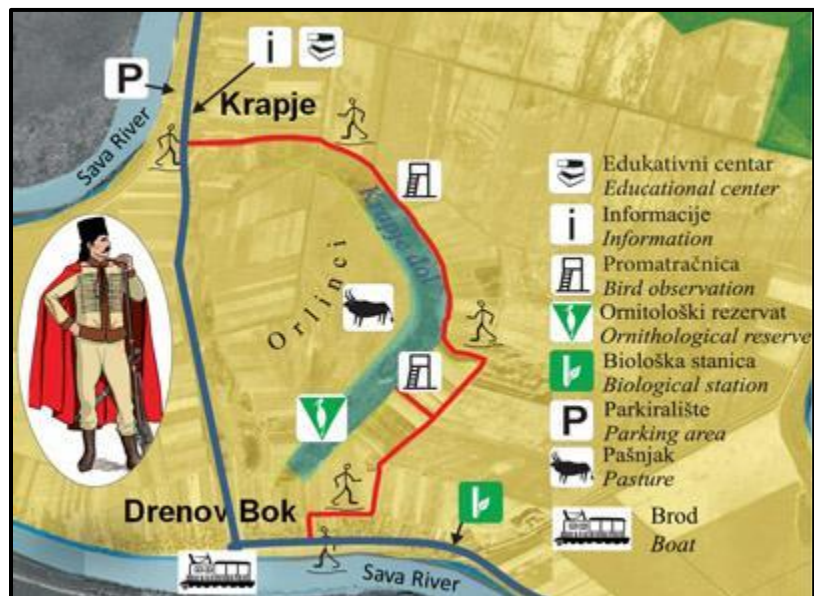 P
i
Krapje
Sava River
Krapje dol
Orlinci
Drenov Bok
Sava River
Edukativni centar
Educational center
i
Informacije
Information
Promatračnica
Bird observation
Ornitološki rezervat
Ornithological reserve
Biološka stanica
Biological station
P
Parkiralište
Parking area
Pašnjak
Pasture
Brod
Boat